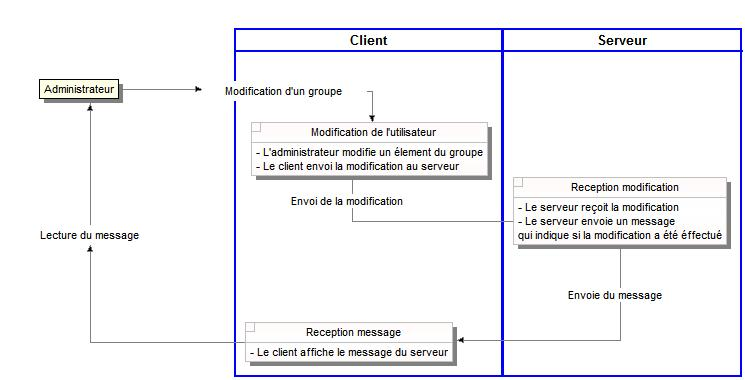 Client
Serveur
Administrateur
Modification d'un groupe
Modification de l'utilisateur
- L'administrateur modifie un élement du groupe
- Le client envoi la modification au serveur
Envoi de la modification
Reception modification
- Le serveur reçoit la modification
- Le serveur envoie un message
qui indique si la modification a été éffectué
Lecture du message
Envoie du message
Reception message
- Le client affiche le message du serveur